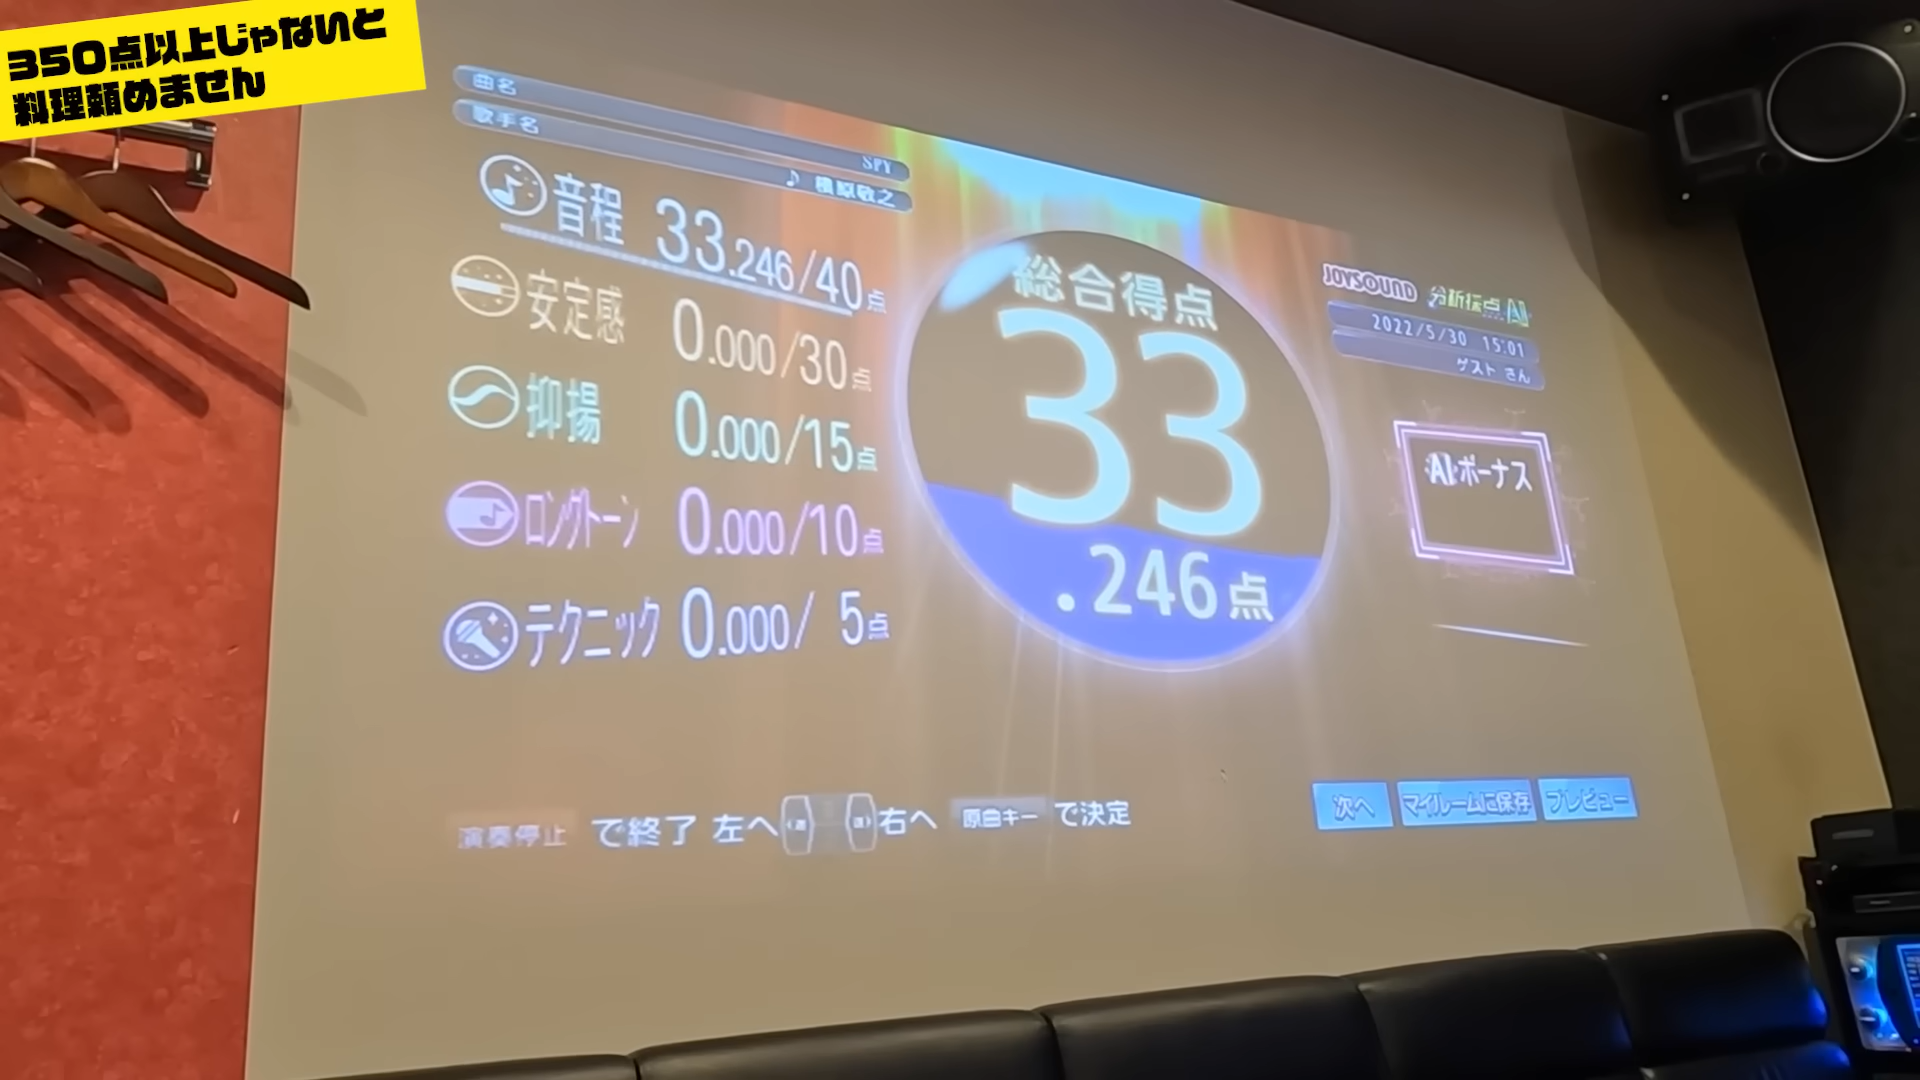 350点以上じゃないと
料理頼めません
曲名
SPY
歌手名
♪ 槇原敬之
音程 33.246/40点
安定感 0.000/30点
抑揚 0.000/15点
ロングトーン 0.000/10点
テクニック 0.000/ 5点
総合得点
33
.246点
JOYSOUND 分析採点AI
2022/5/30 15:01
ゲスト さん
AIボーナス
演奏停止 で終了 左へ 右へ 原曲キー で決定
次へ マイルームに保存 プレビュー